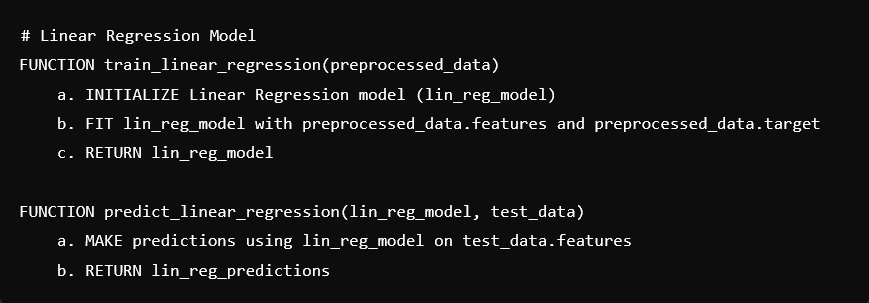 # Linear Regression Model
FUNCTION train_linear_regression(preprocessed_data)
a. INITIALIZE Linear Regression model (lin_reg_model)
b. FIT lin_reg_model with preprocessed_data.features and preprocessed_data.target
c. RETURN lin_reg_model
FUNCTION predict_linear_regression(lin_reg_model, test_data)
a. MAKE predictions using lin_reg_model on test_data.features
b. RETURN lin_reg_predictions